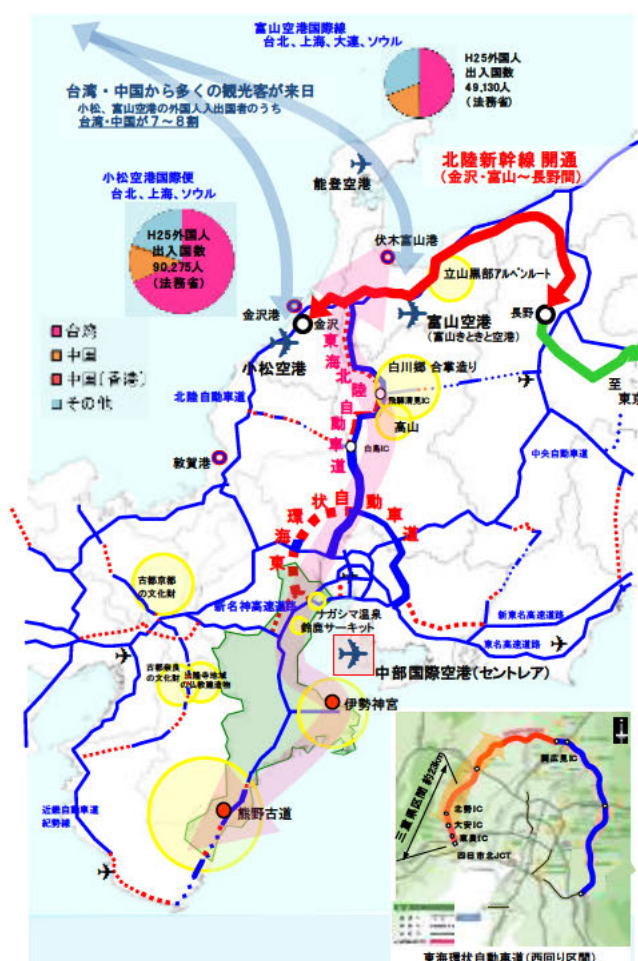 富山空港国際線
台北、上海、大連、ソウル
H25外国人
出入国数
49,130人
(法務省)
台湾・中国から多くの観光客が来日
小松、富山空港の外国人入出国者のうち
台湾・中国が7～8割
北陸新幹線 開通
(金沢・富山～長野間)
能登空港
小松空港国際便
台北、上海、ソウル
H25外国人
出入国数
90,275人
(法務省)
伏木富山港
立山黒部アルペンルート
金沢港
金沢
長野
富山空港
(富山きときと空港)
小松空港
台湾
中国
中国(香港)
その他
東海北陸自動車道
白川郷 合掌造り
飛騨清見IC
至
東京
北陸自動車道
高山
白鳥IC
中央自動車道
敦賀港
東海環状自動車道
古都京都
の文化財
新名神高速道路
ナガシマ温泉
鈴鹿サーキット
新東名高速道路
東名高速道路
中部国際空港(セントレア)
古都奈良
の文化財
法隆寺地域
の仏教建造物
伊勢神宮
熊野古道
近畿自動車道
紀勢線
三重県区間 約23km
関広見IC
北勢IC
大安IC
東員IC
四日市北JCT
東海環状自動車道(西回り区間)